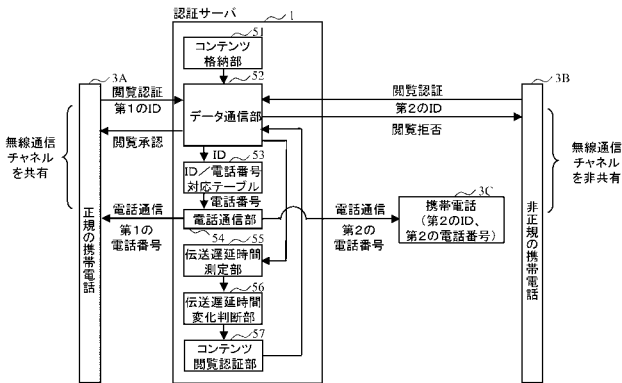 認証サーバ
1
51
コンテンツ
格納部
52
3A
閲覧認証
第1のID
データ通信部
閲覧認証
第2のID
3B
閲覧承認
閲覧拒否
無線通信
チャネル
を共有
無線通信
チャネル
を非共有
ID
53
ID/電話番号
対応テーブル
電話番号
3C
電話通信
第1の
電話番号
電話通信部
54
電話通信
第2の
電話番号
携帯電話
(第2のID、
第2の電話番号)
正規の携帯電話
非正規の携帯電話
55
伝送遅延時間
測定部
56
伝送遅延時間
変化判断部
57
コンテンツ
閲覧認証部